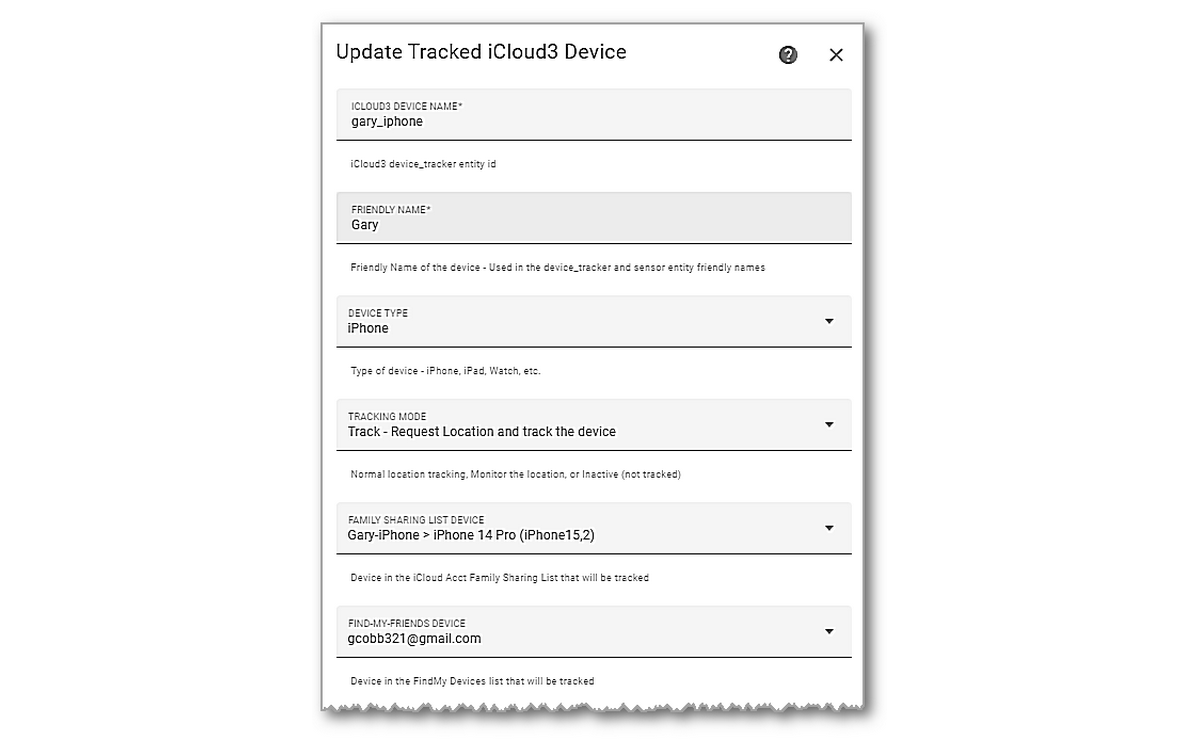 Update Tracked iCloud3 Device
ICLOUD3 DEVICE NAME*
gary_iphone
iCloud3 device_tracker entity id
FRIENDLY NAME*
Gary
Friendly Name of the device - Used in the device_tracker and sensor entity friendly names
DEVICE TYPE
iPhone
Type of device - iPhone, iPad, Watch, etc.
TRACKING MODE
Track - Request Location and track the device
Normal location tracking, Monitor the location, or Inactive (not tracked)
FAMILY SHARING LIST DEVICE
Gary-iPhone > iPhone 14 Pro (iPhone15,2)
Device in the iCloud Acct Family Sharing List that will be tracked
FIND-MY-FRIENDS DEVICE
gcobb321@gmail.com
Device in the FindMy Devices list that will be tracked